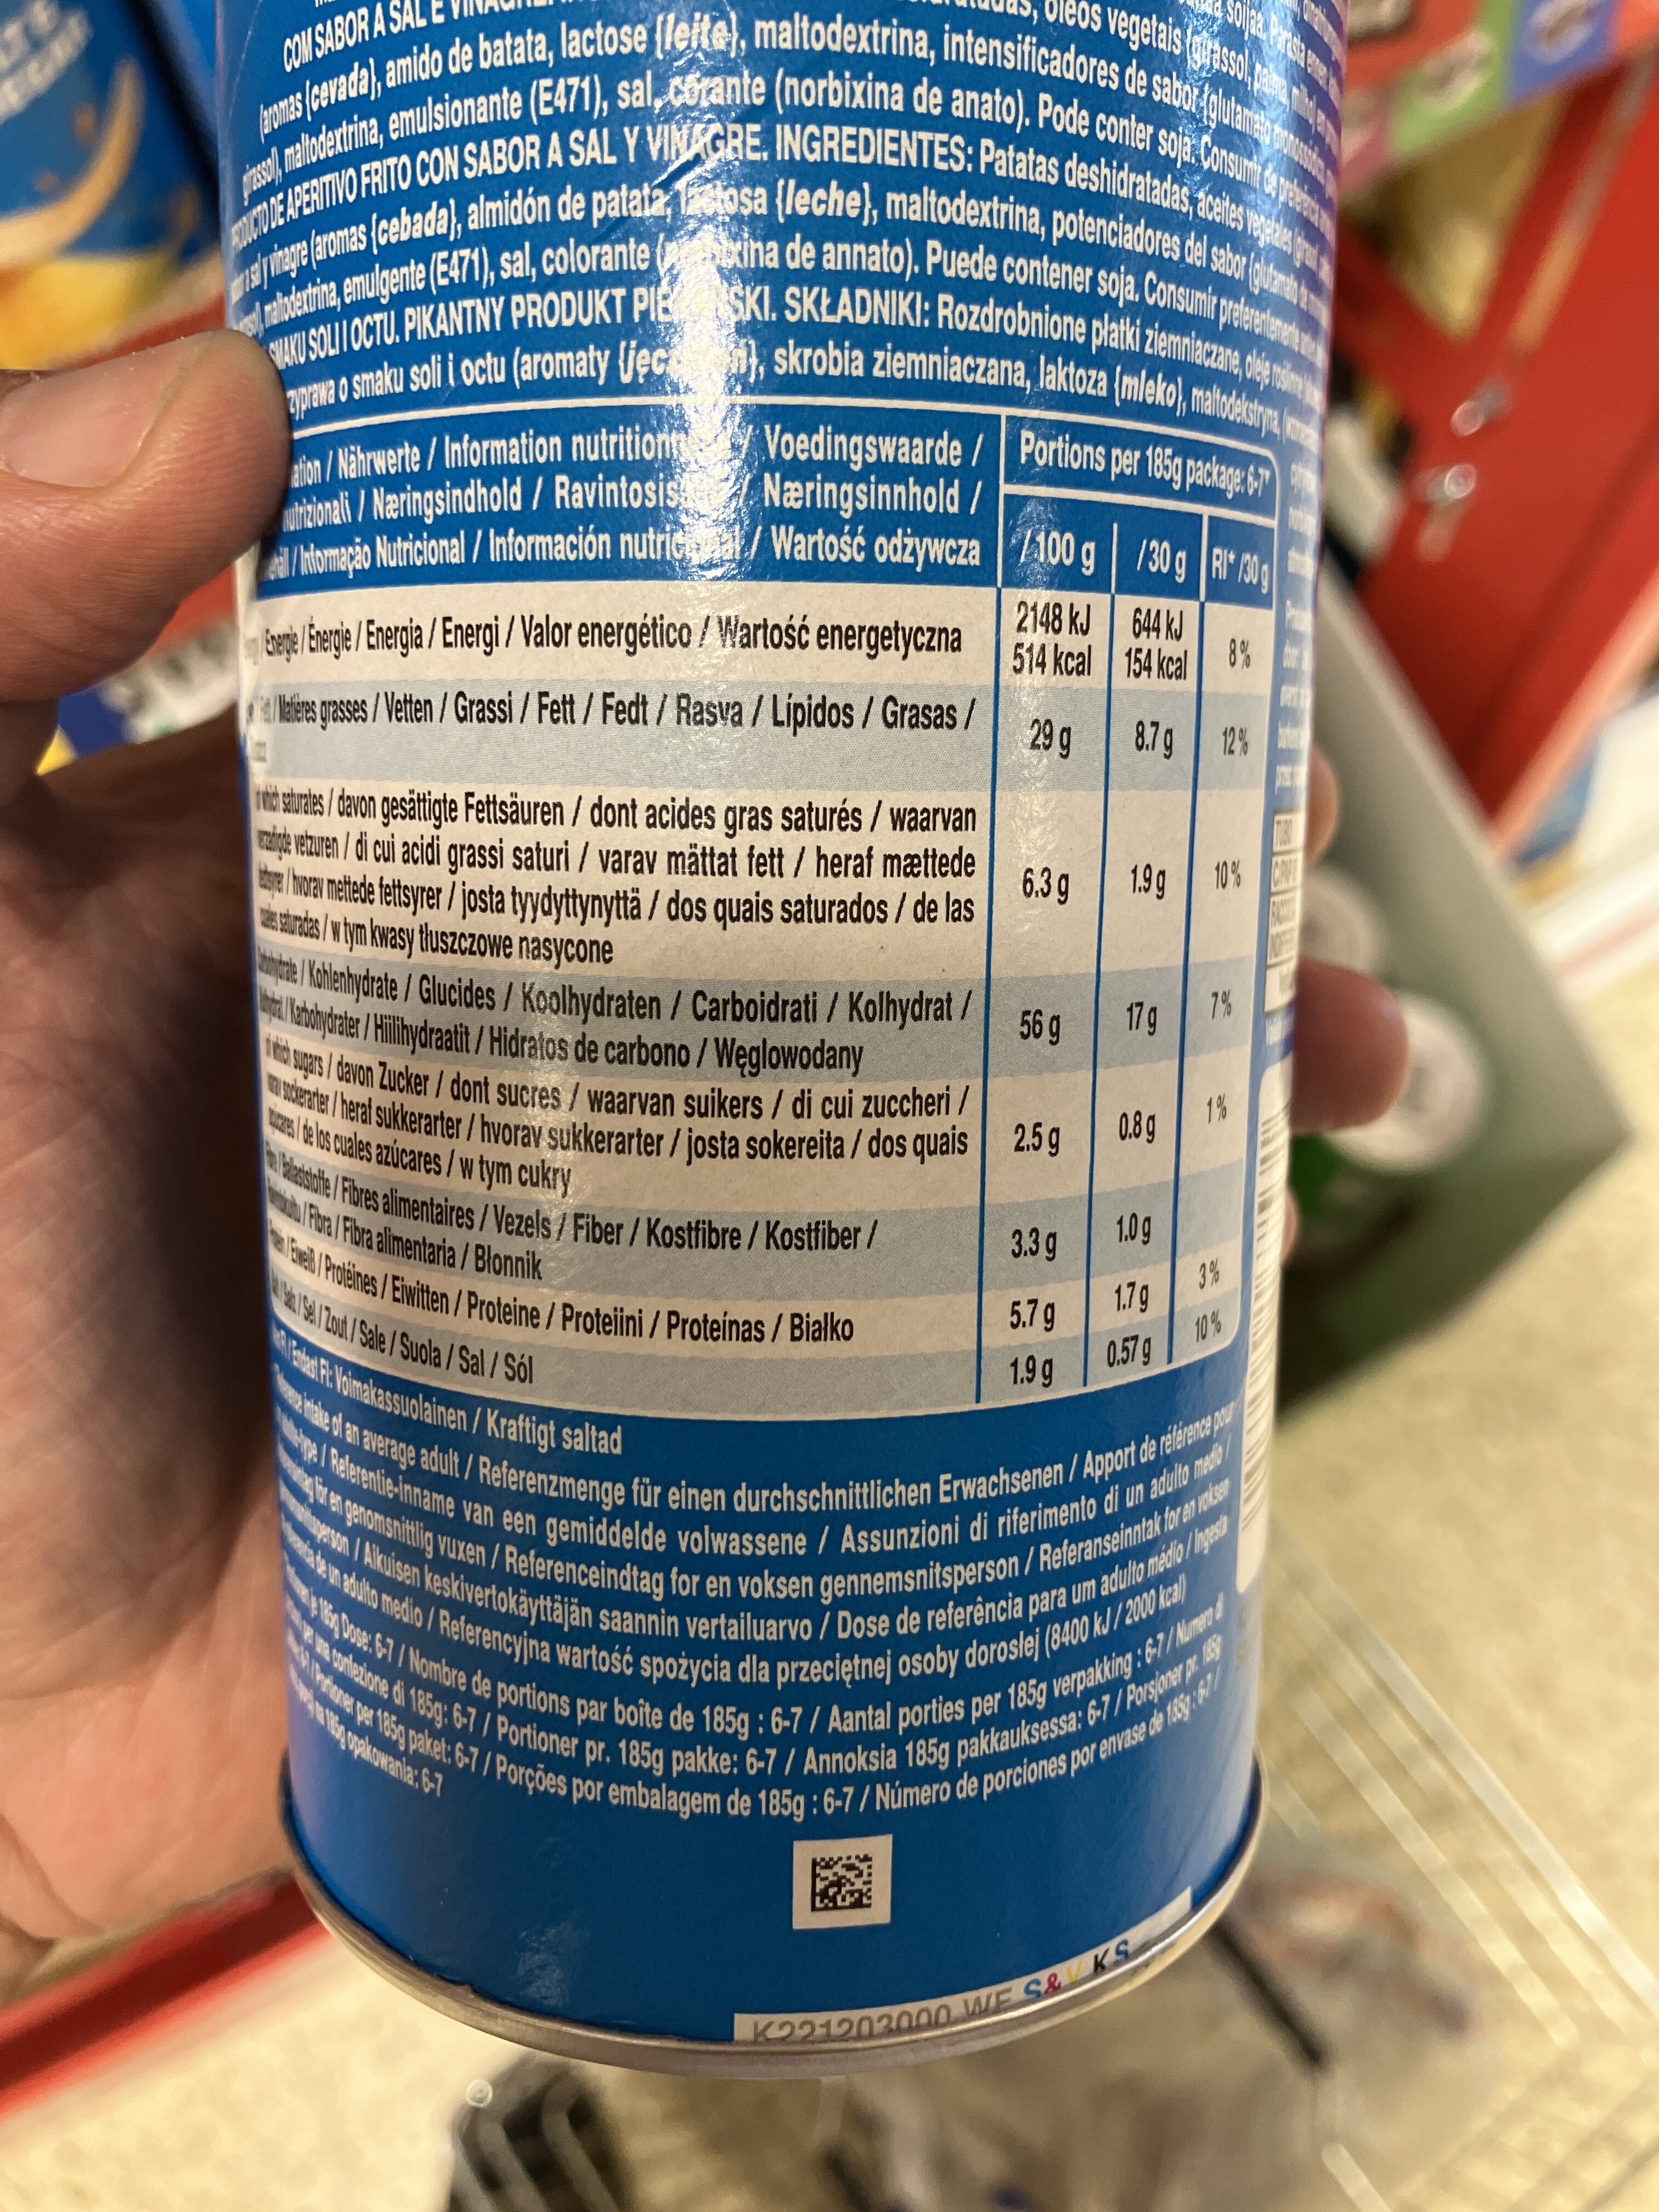 COM SABOR A SAL E
óleos vegetais
(aromas {cevada}, amido de batata, lactose {leite}, maltodextrina, intensificadores de sabor (glutamato
girassol), maltodextrina, emulsionante (E471), sal, corante (norbixina de anato). Pode conter soja. Consumir de preferência
PRODUCTO DE APERITIVO FRITO CON SABOR A SAL Y VINAGRE. INGREDIENTES: Patatas deshidratadas, aceites vegetales
a sal y vinagre (aromas {cebada}, almidón de patata, lactosa {leche}, maltodextrina, potenciadores del sabor (glutamato
maltodextrina, emulgente (E471), sal, colorante de annato). Puede contener soja. Consumir preferentemente
SMAKU SOLI I OCTU. PIKANTNY PRODUKT SKŁADNIKI: Rozdrobnione płatki ziemniaczane, oleje roślinne
przyprawa o smaku soli i octu (aromaty skrobia ziemniaczana, laktoza {mleko}, maltodekstryna,
/ Nährwerte / Information / Voedingswaarde /
/ Næringsindhold / / Næringsinnhold /
/ Informação Nutricional / Información / Wartość odżywcza
Portions per 185g package: 6-7*
/100 g /30 g RI* /30 g
/ Energie / Énergie / Energia / Energi / Valor energético / Wartość energetyczna
2148 kJ 644 kJ
514 kcal 154 kcal 8%
/ Fett / Matières grasses / Vetten / Grassi / Fett / Fedt / Rasva / Lípidos / Grasas /
29 g 8.7 g 12%
of which saturates / davon gesättigte Fettsäuren / dont acides gras saturés / waarvan
verzadigde vetzuren / di cui acidi grassi saturi / varav mättat fett / heraf mættede
fedtsyrer / hvorav mettede fettsyrer / josta tyydyttynyttä / dos quais saturados / de las
cuales saturadas / w tym kwasy tłuszczowe nasycone
6.3 g 1.9 g 10%
Carbohydrate / Kohlenhydrate / Glucides / Koolhydraten / Carboidrati / Kolhydrat /
/ Karbohydrater / Hiilihydraatit / Hidratos de carbono / Węglowodany
56 g 17 g 7%
of which sugars / davon Zucker / dont sucres / waarvan suikers / di cui zuccheri /
sockerarter / heraf sukkerarter / hvorav sukkerarter / josta sokereita / dos quais
açúcares / de los cuales azúcares / w tym cukry
2.5 g 0.8 g 1%
/ Ballaststoffe / Fibres alimentaires / Vezels / Fiber / Kostfibre / Kostfiber /
/ Fibra / Fibra alimentaria / Błonnik
3.3 g 1.0 g
Protein / Eiweiß / Protéines / Eiwitten / Proteine / Proteiini / Proteínas / Białko
5.7 g 1.7 g 3%
/ Salz / Sel / Zout / Sale / Suola / Sal / Sól
1.9 g 0.57 g 10%
/ Endast FI: Voimakassuolainen / Kraftigt saltad
intake of an average adult / Referenzmenge für einen durchschnittlichen Erwachsenen / Apport de référence pour
/ Referentie-inname van een gemiddelde volwassene / Assunzioni di riferimento di un adulto medio /
för en genomsnittlig vuxen / Referenceindtag for en voksen gennemsnitsperson / Referanseinntak for en voksen
/ Aikuisen keskivertokäyttäjän saannin vertailuarvo / Dose de referência para um adulto médio / Ingesta
de un adulto medio / Referencyjna wartość spożycia dla przeciętnej osoby dorosłej (8400 kJ / 2000 kcal)
je 185g Dose: 6-7 / Nombre de portions par boîte de 185g : 6-7 / Aantal porties per 185g verpakking : 6-7 / Numero di
per una confezione di 185g: 6-7 / Portioner pr. 185g pakke: 6-7 / Annoksia 185g pakkauksessa: 6-7 / Porsjoner pr. 185g
6-7 / Portioner per 185g paket: 6-7 / Porções por embalagem de 185g : 6-7 / Número de porciones por envase de 185g : 6-7 /
185g opakowania: 6-7
K221203000 WE S&V K S